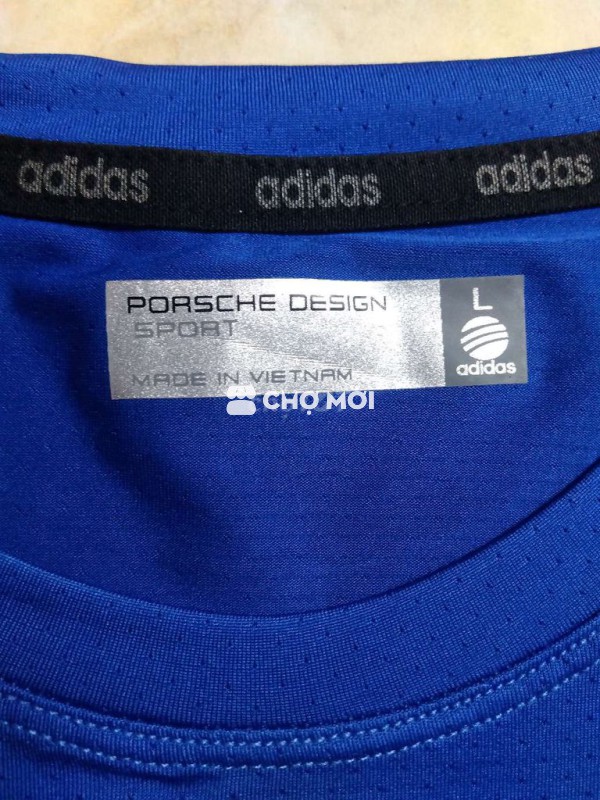 adidas adidas adidas
PORSCHE DESIGN
SPORT
L
adidas
MADE IN VIETNAM
CHỢ MỚI